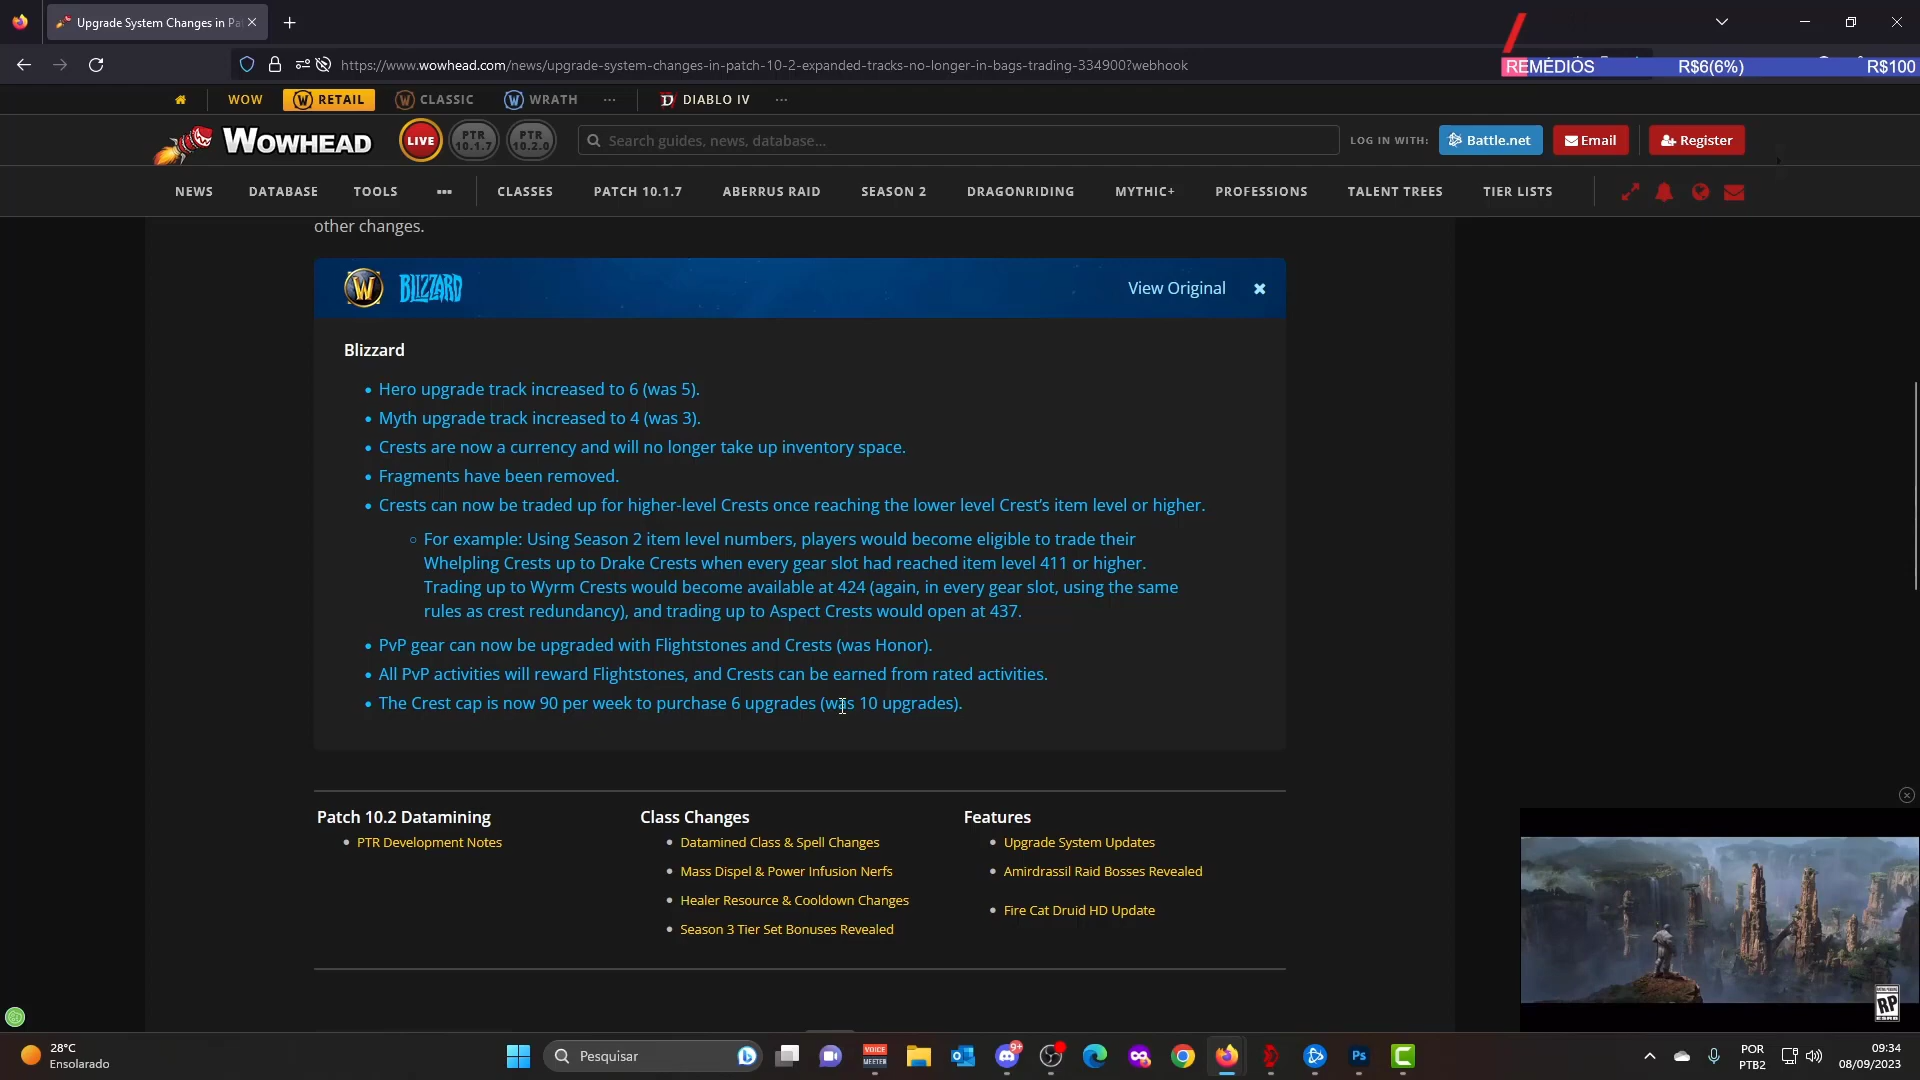 Upgrade System Changes in Pa
https://www.wowhead.com/news/upgrade-system-changes-in-patch-10-2-expanded-tracks-no-longer-in-bags-trading-334900?webhook
REMÉDIOS R$6(6%) R$100
WOW RETAIL CLASSIC WRATH ... DIABLO IV ...
WOWHEAD LIVE PTR 10.1.7 PTR 10.2.0 Search guides, news, database... LOG IN WITH: Battle.net Email Register
NEWS DATABASE TOOLS ... CLASSES PATCH 10.1.7 ABERRUS RAID SEASON 2 DRAGONRIDING MYTHIC+ PROFESSIONS TALENT TREES TIER LISTS
other changes.
W BLIZZARD View Original
Blizzard
• Hero upgrade track increased to 6 (was 5).
• Myth upgrade track increased to 4 (was 3).
• Crests are now a currency and will no longer take up inventory space.
• Fragments have been removed.
• Crests can now be traded up for higher-level Crests once reaching the lower level Crest’s item level or higher.
○ For example: Using Season 2 item level numbers, players would become eligible to trade their
Whelpling Crests up to Drake Crests when every gear slot had reached item level 411 or higher.
Trading up to Wyrm Crests would become available at 424 (again, in every gear slot, using the same
rules as crest redundancy), and trading up to Aspect Crests would open at 437.
• PvP gear can now be upgraded with Flightstones and Crests (was Honor).
• All PvP activities will reward Flightstones, and Crests can be earned from rated activities.
• The Crest cap is now 90 per week to purchase 6 upgrades (was 10 upgrades).
Patch 10.2 Datamining
• PTR Development Notes
Class Changes
• Datamined Class & Spell Changes
• Mass Dispel & Power Infusion Nerfs
• Healer Resource & Cooldown Changes
• Season 3 Tier Set Bonuses Revealed
Features
• Upgrade System Updates
• Amirdrassil Raid Bosses Revealed
• Fire Cat Druid HD Update
RP
ESRB
28°C
Ensolarado
Pesquisar
VOICE
MEETER
9+
Ps
POR
PTB2
09:34
08/09/2023